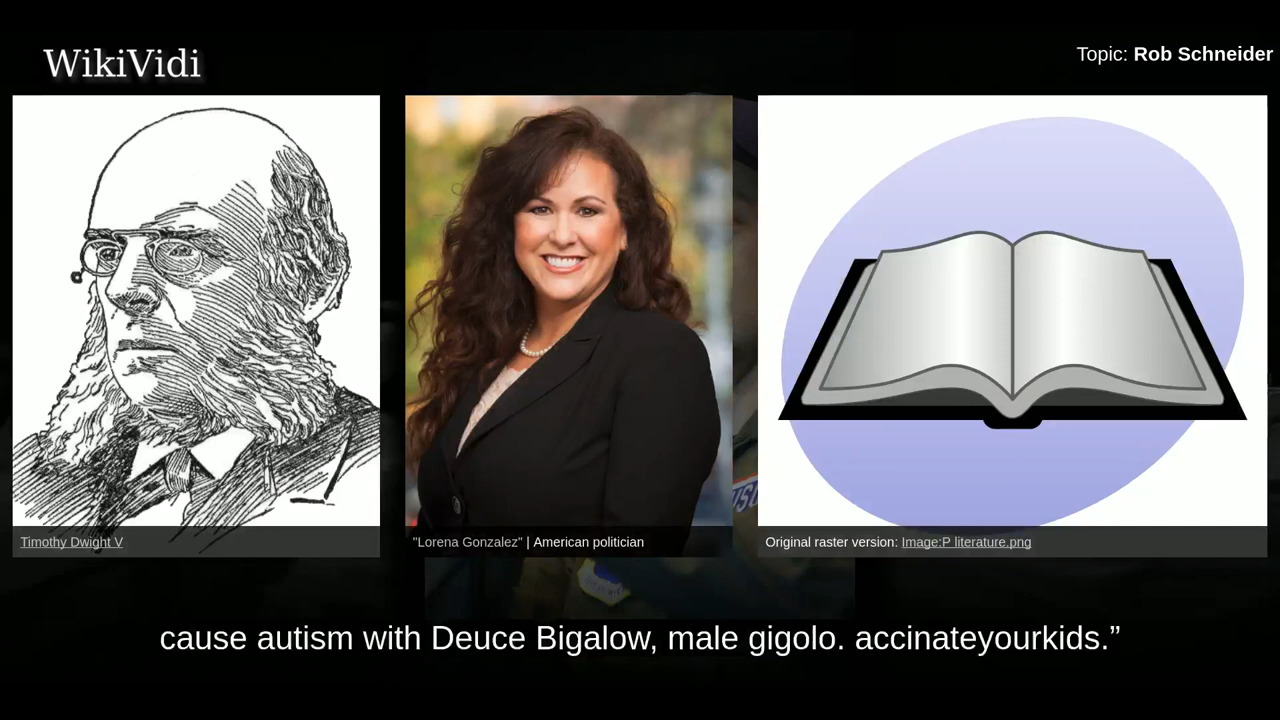 WikiVidi
Topic: Rob Schneider
Timothy Dwight V
"Lorena Gonzalez" | American politician
Original raster version: Image:P literature.png
cause autism with Deuce Bigalow, male gigolo. accinateyourkids.”